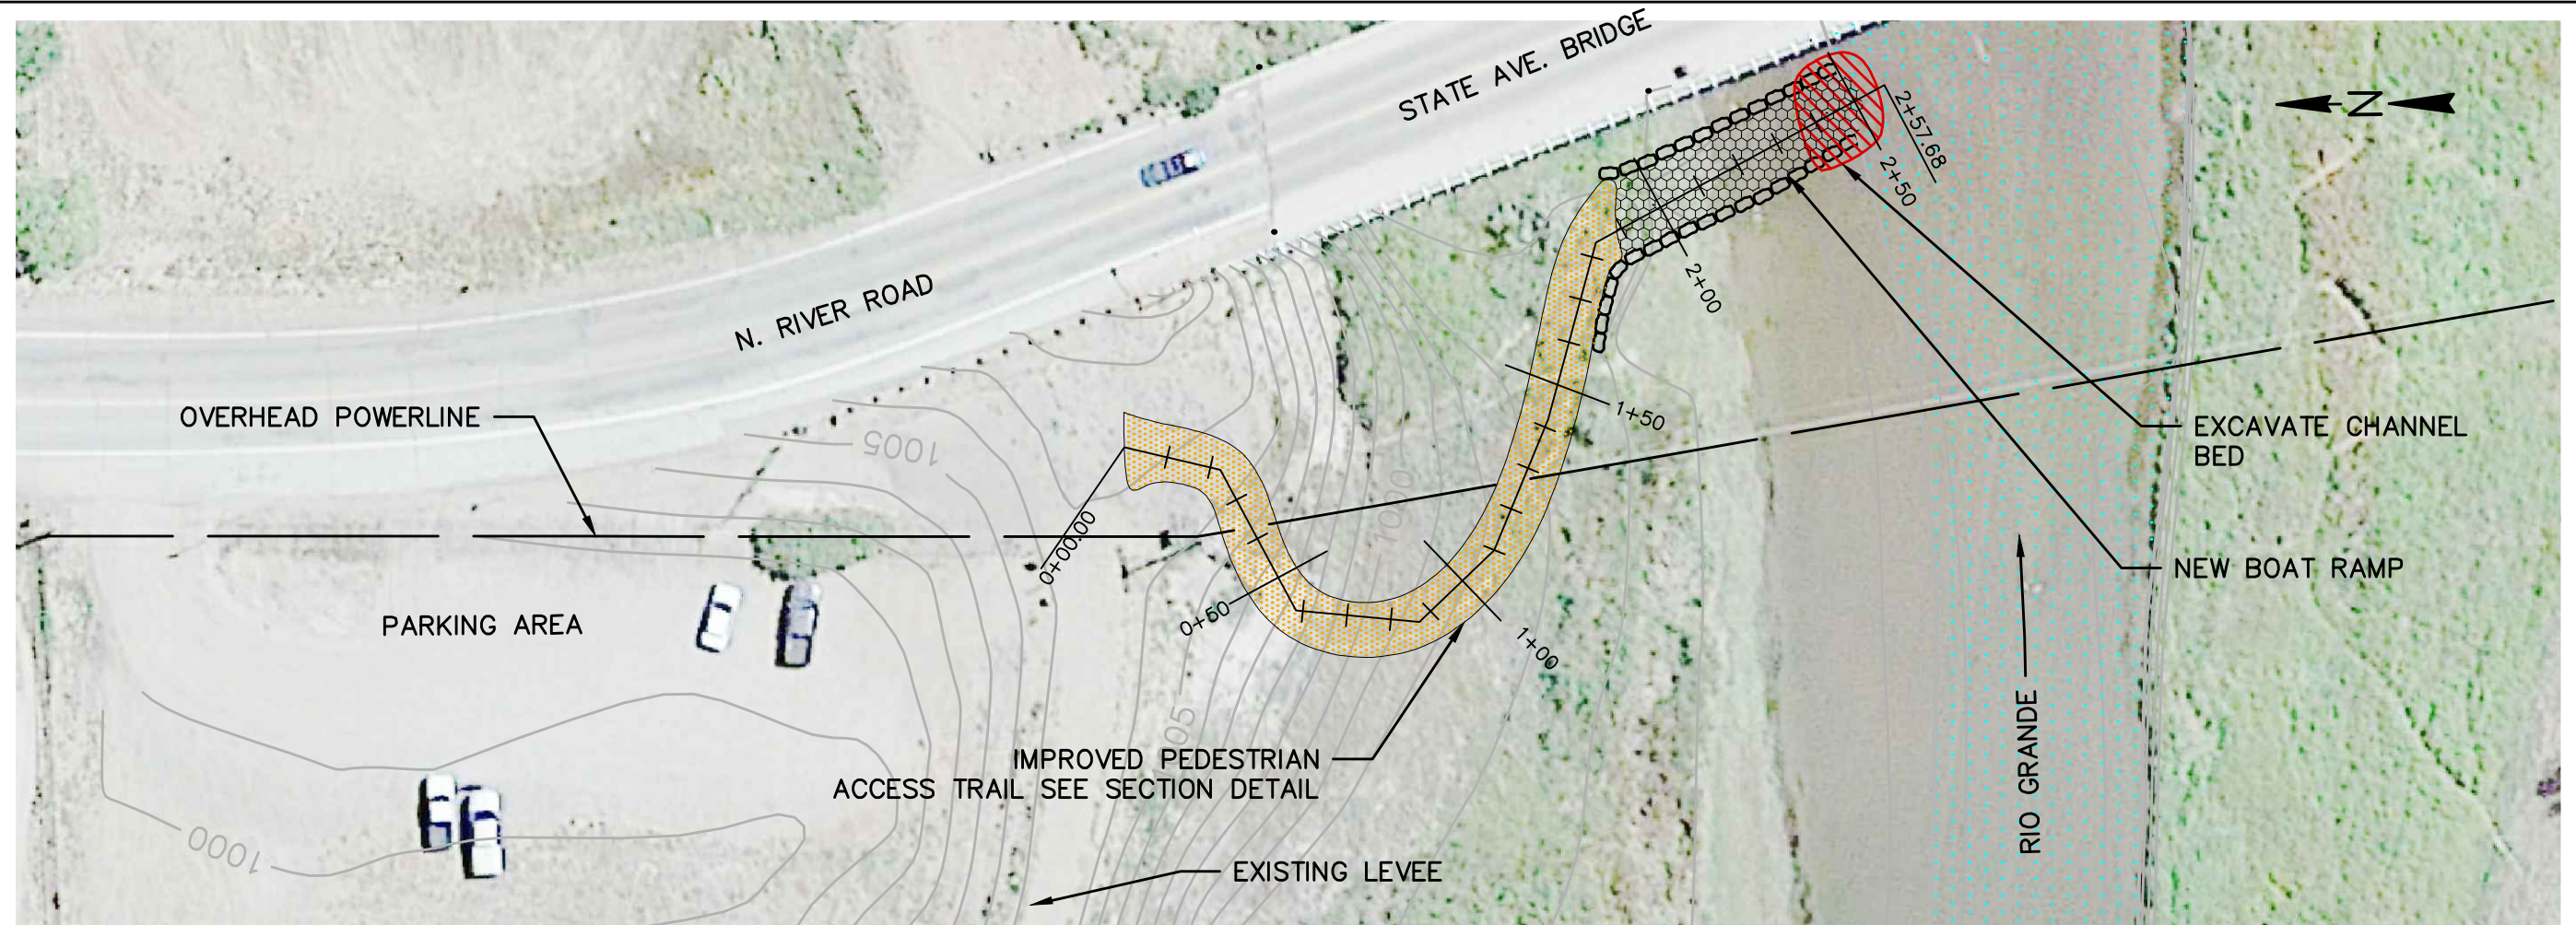 STATE AVE. BRIDGE
N
2+57.68
2+50
N. RIVER ROAD
2+00
OVERHEAD POWERLINE
1+50
EXCAVATE CHANNEL
BED
1005
0+00.00
NEW BOAT RAMP
PARKING AREA
0+50
1+00
IMPROVED PEDESTRIAN
ACCESS TRAIL SEE SECTION DETAIL
RIO GRANDE
1000
EXISTING LEVEE